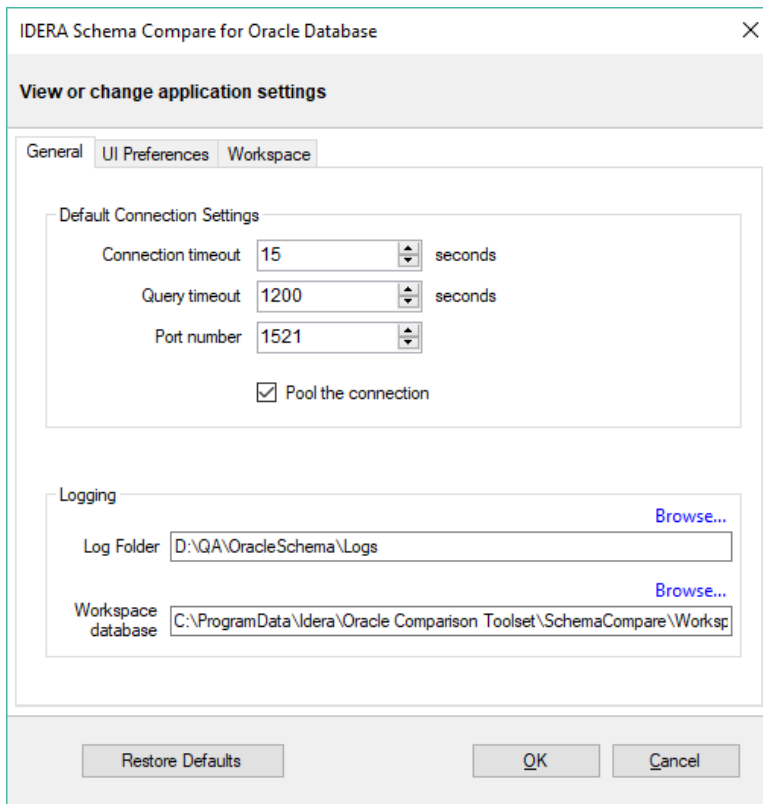 IDERA Schema Compare for Oracle Database
View or change application settings
General UI Preferences Workspace
Default Connection Settings
Connection timeout 15 seconds
Query timeout 1200 seconds
Port number 1521
Pool the connection
Logging
Browse...
Log Folder D:\QA\OracleSchema\Logs
Browse...
Workspace
database C:\ProgramData\Idera\Oracle Comparison Toolset\SchemaCompare\Worksp
Restore Defaults OK Cancel